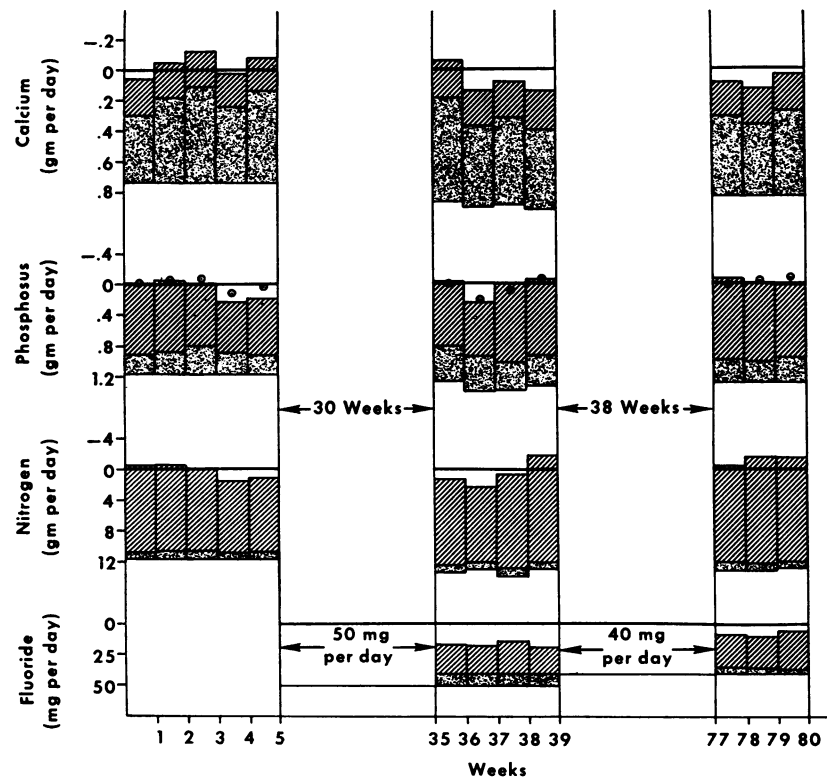 Calcium
(gm per day)
−.2
0
.2
.4
.6
.8
Phosphosus
(gm per day)
−.4
0
.4
.8
1.2
30 Weeks
38 Weeks
Nitrogen
(gm per day)
−4
0
4
8
12
Fluoride
(mg per day)
0
25
50
50 mg
per day
40 mg
per day
1 2 3 4 5 35 36 37 38 39 77 78 79 80
Weeks